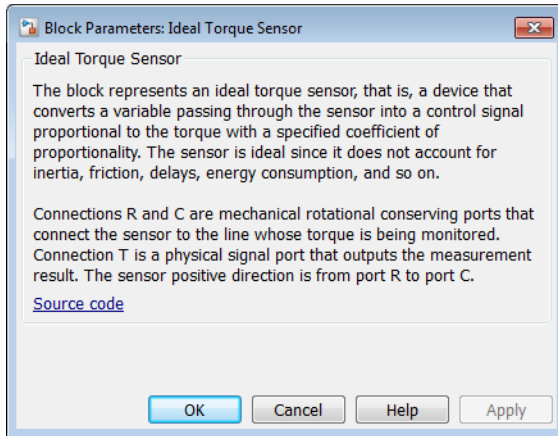 Block Parameters: Ideal Torque Sensor
Ideal Torque Sensor
The block represents an ideal torque sensor, that is, a device that
converts a variable passing through the sensor into a control signal
proportional to the torque with a specified coefficient of
proportionality. The sensor is ideal since it does not account for
inertia, friction, delays, energy consumption, and so on.
Connections R and C are mechanical rotational conserving ports that
connect the sensor to the line whose torque is being monitored.
Connection T is a physical signal port that outputs the measurement
result. The sensor positive direction is from port R to port C.
Source code
OK Cancel Help Apply